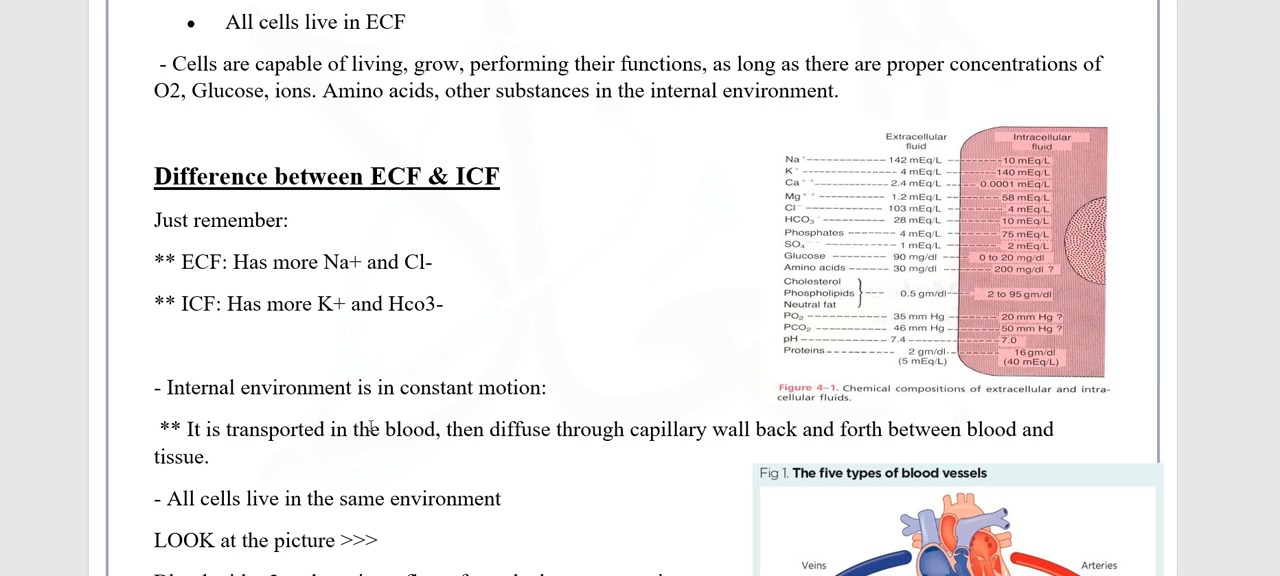 • All cells live in ECF
- Cells are capable of living, grow, performing their functions, as long as there are proper concentrations of
O2, Glucose, ions. Amino acids, other substances in the internal environment.
Difference between ECF & ICF
Just remember:
** ECF: Has more Na+ and Cl-
** ICF: Has more K+ and Hco3-
Extracellular fluid Intracellular fluid
Na+ 142 mEq/L 10 mEq/L
K+ 4 mEq/L 140 mEq/L
Ca++ 2.4 mEq/L 0.0001 mEq/L
Mg++ 1.2 mEq/L 58 mEq/L
Cl- 103 mEq/L 4 mEq/L
HCO3- 28 mEq/L 10 mEq/L
Phosphates 4 mEq/L 75 mEq/L
SO4-- 1 mEq/L 2 mEq/L
Glucose 90 mg/dl 0 to 20 mg/dl
Amino acids 30 mg/dl 200 mg/dl ?
Cholesterol
Phospholipids 0.5 gm/dl 2 to 95 gm/dl
Neutral fat
PO2 35 mm Hg 20 mm Hg ?
PCO2 46 mm Hg 50 mm Hg ?
pH 7.4 7.0
Proteins 2 gm/dl 16 gm/dl
(5 mEq/L) (40 mEq/L)
Figure 4-1. Chemical compositions of extracellular and intra-
cellular fluids.
- Internal environment is in constant motion:
** It is transported in the blood, then diffuse through capillary wall back and forth between blood and
tissue.
- All cells live in the same environment
LOOK at the picture >>>
Fig 1. The five types of blood vessels
Veins
Arteries